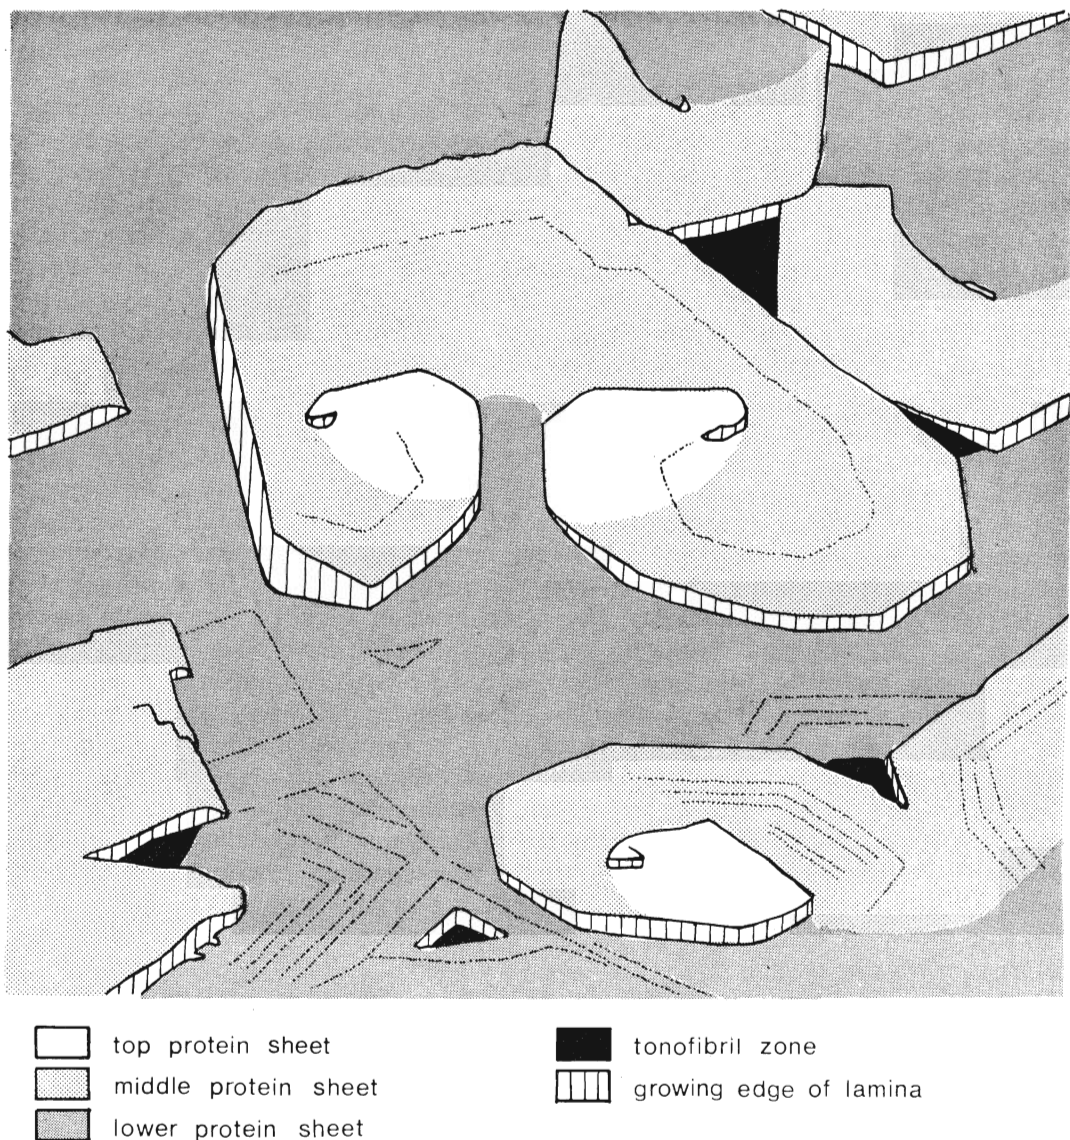 top protein sheet
middle protein sheet
lower protein sheet
tonofibril zone
growing edge of lamina